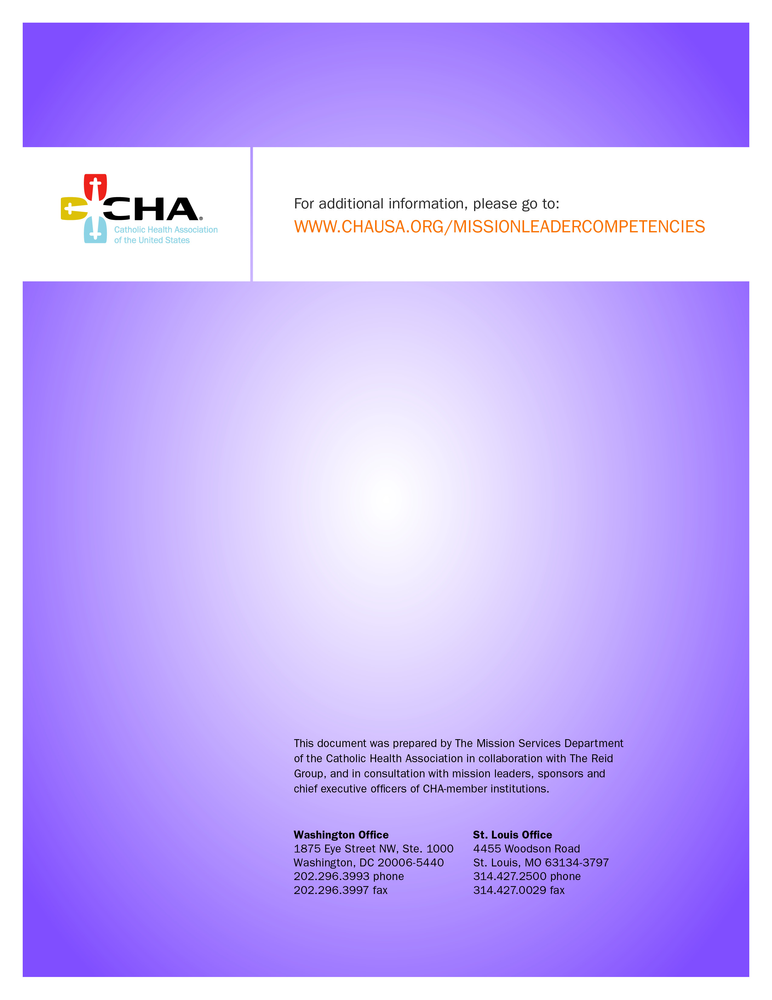 CHA®
Catholic Health Association
of the United States
For additional information, please go to:
WWW.CHAUSA.ORG/MISSIONLEADERCOMPETENCIES
This document was prepared by The Mission Services Department
of the Catholic Health Association in collaboration with The Reid
Group, and in consultation with mission leaders, sponsors and
chief executive officers of CHA-member institutions.
Washington Office
1875 Eye Street NW, Ste. 1000
Washington, DC 20006-5440
202.296.3993 phone
202.296.3997 fax
St. Louis Office
4455 Woodson Road
St. Louis, MO 63134-3797
314.427.2500 phone
314.427.0029 fax